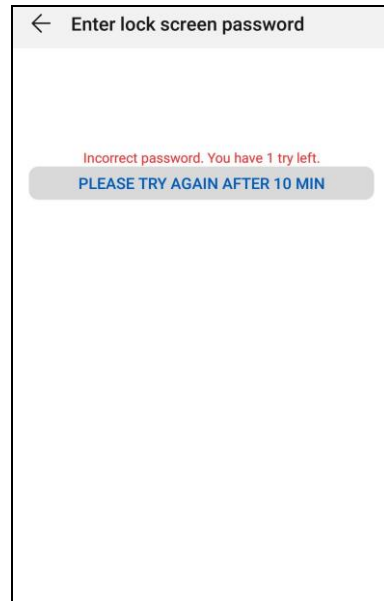 Enter lock screen password
Incorrect password. You have 1 try left.
PLEASE TRY AGAIN AFTER 10 MIN